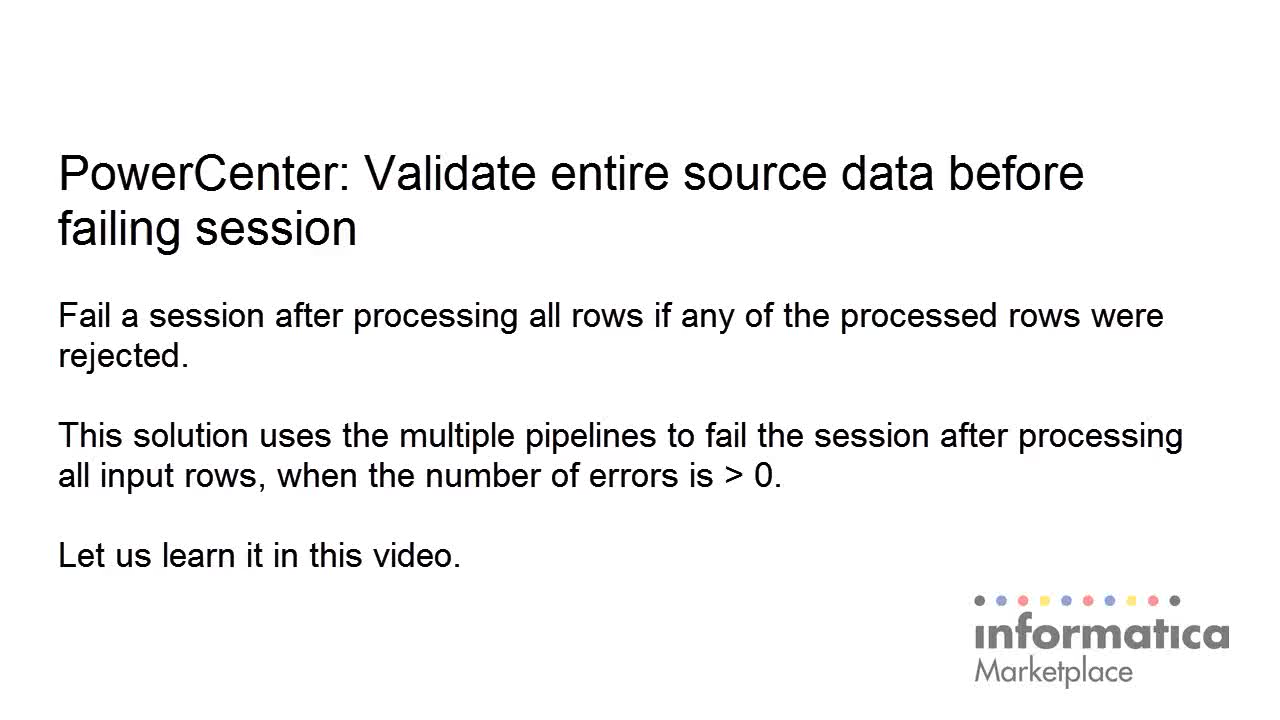 PowerCenter: Validate entire source data before
failing session
Fail a session after processing all rows if any of the processed rows were
rejected.
This solution uses the multiple pipelines to fail the session after processing
all input rows, when the number of errors is > 0.
Let us learn it in this video.
informatica
Marketplace